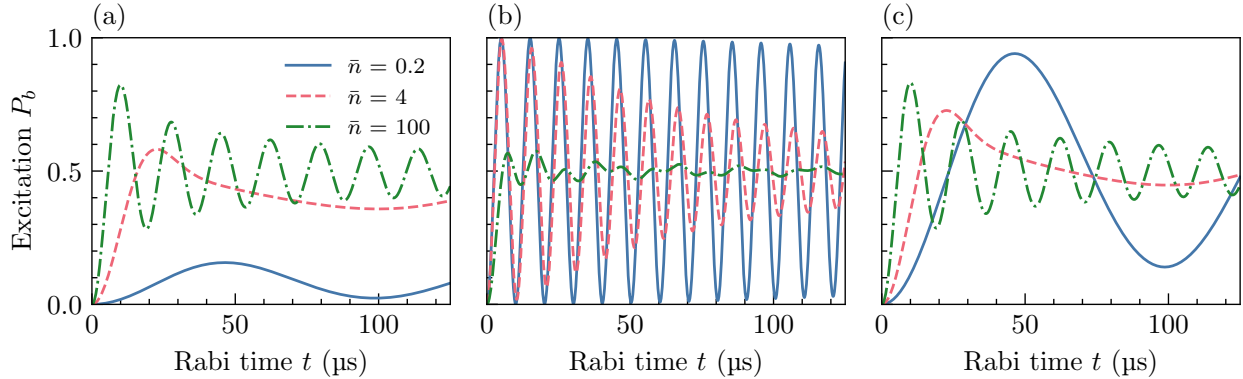 (a) (b) (c)
Excitation P_b
1.0
0.5
0.0
n̄ = 0.2
n̄ = 4
n̄ = 100
0 50 100 0 50 100 0 50 100
Rabi time t (µs) Rabi time t (µs) Rabi time t (µs)